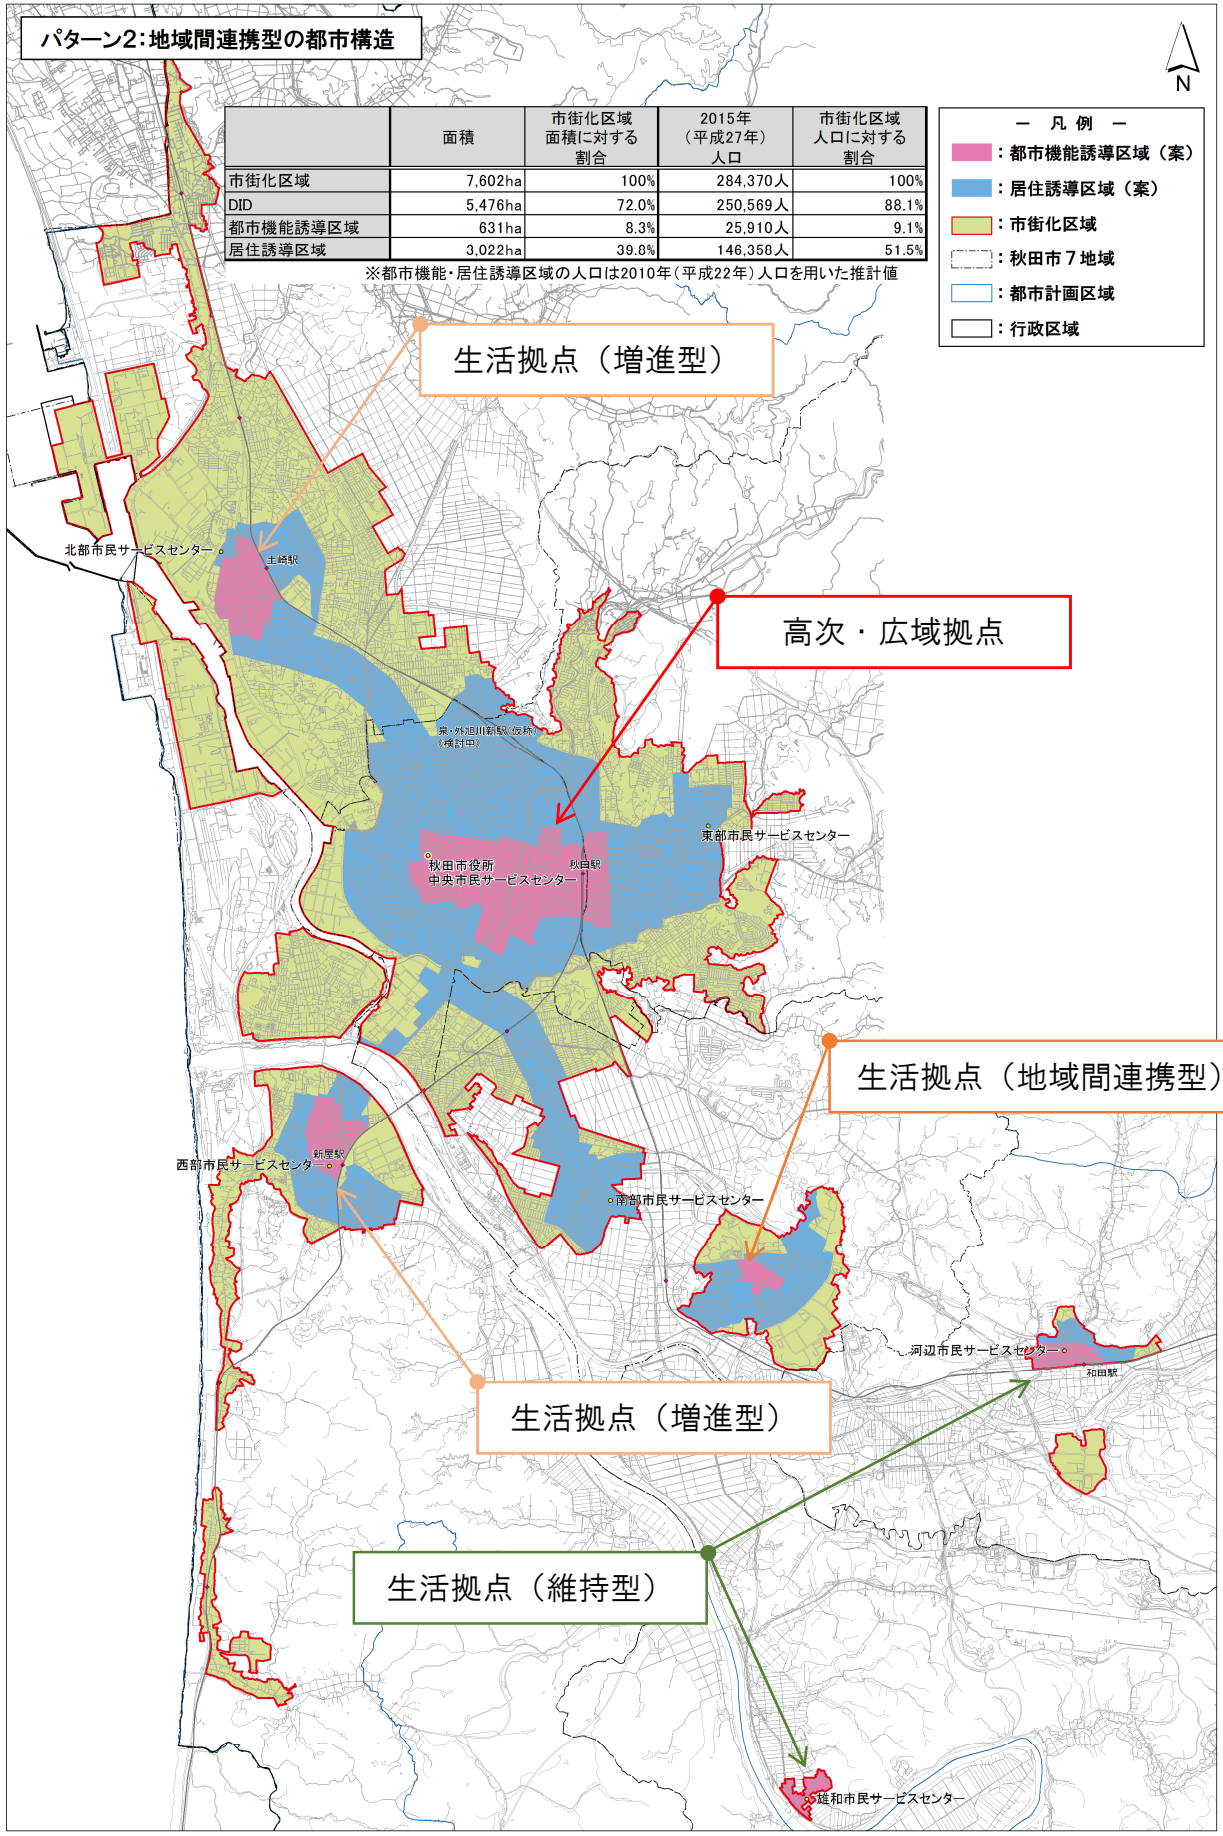 パターン2：地域間連携型の都市構造
N
面積
市街化区域
面積に対する
割合
2015年
（平成27年）
人口
市街化区域
人口に対する
割合
市街化区域 7,602ha 100% 284,370人 100%
DID 5,476ha 72.0% 250,569人 88.1%
都市機能誘導区域 631ha 8.3% 25,910人 9.1%
居住誘導区域 3,022ha 39.8% 146,358人 51.5%
※都市機能・居住誘導区域の人口は2010年（平成22年）人口を用いた推計値
－ 凡 例 －
：都市機能誘導区域（案）
：居住誘導区域（案）
：市街化区域
：秋田市７地域
：都市計画区域
：行政区域
生活拠点（増進型）
北部市民サービスセンター
土崎駅
高次・広域拠点
泉・外旭川新駅（仮称）
（検討中）
東部市民サービスセンター
秋田市役所
中央市民サービスセンター
秋田駅
生活拠点（地域間連携型）
新屋駅
西部市民サービスセンター
南部市民サービスセンター
河辺市民サービスセンター
和田駅
生活拠点（増進型）
生活拠点（維持型）
雄和市民サービスセンター